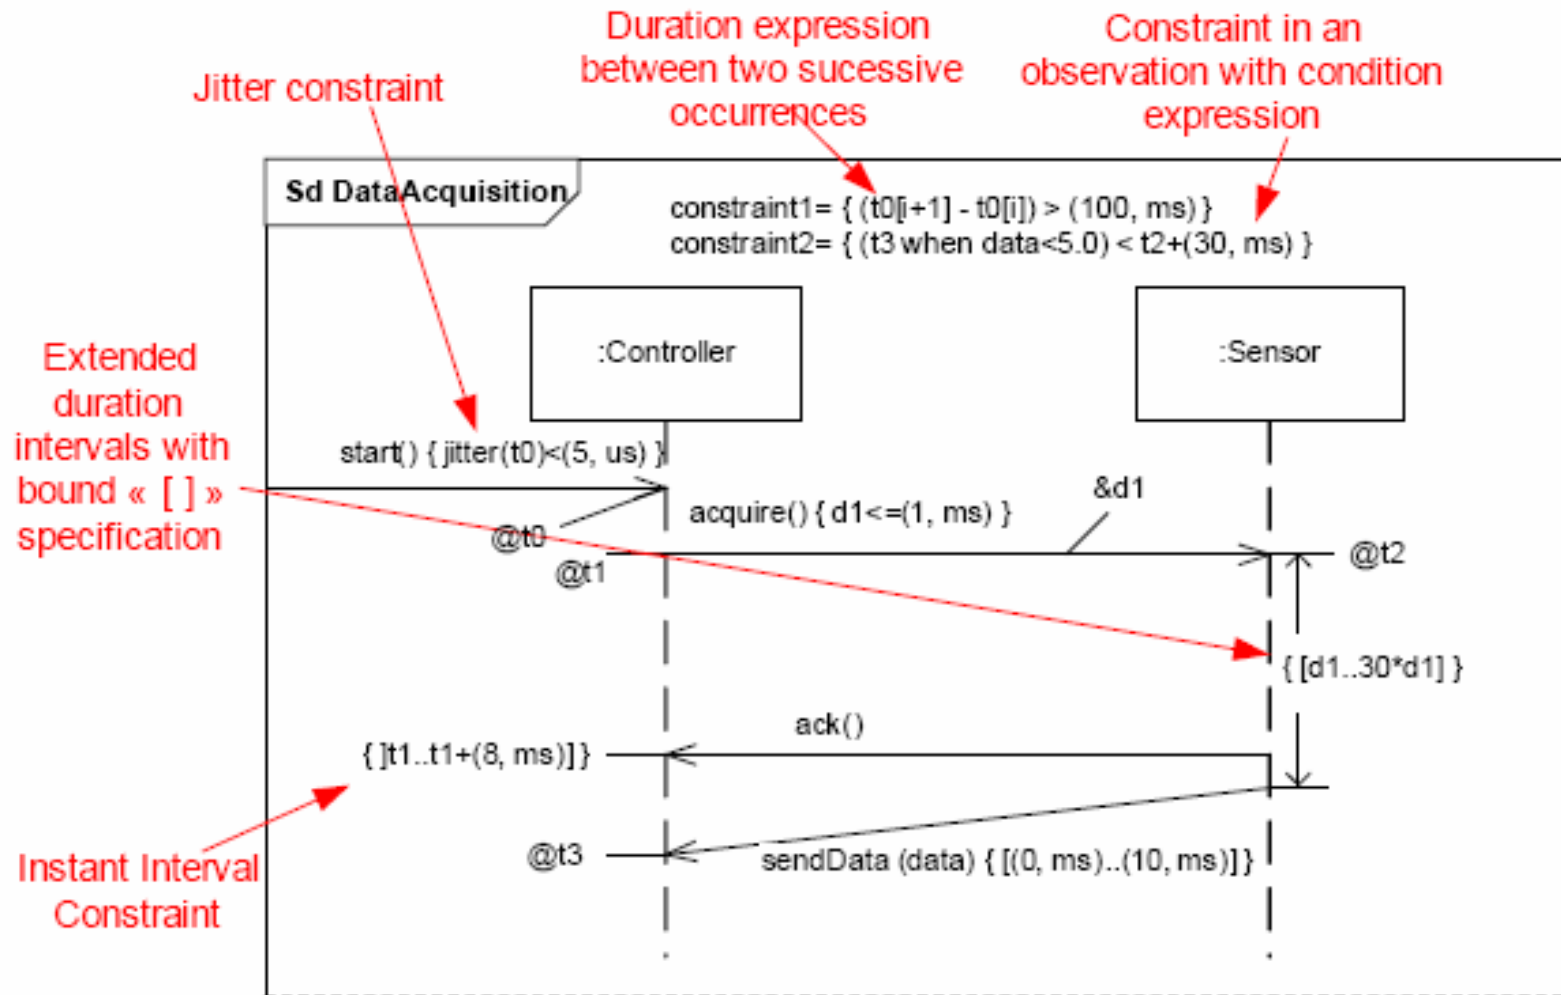 Duration expression
between two sucessive
occurrences
Constraint in an
observation with condition
expression
Jitter constraint
Sd DataAcquisition
constraint1= { (t0[i+1] - t0[i]) > (100, ms) }
constraint2= { (t3 when data<5.0) < t2+(30, ms) }
:Controller
:Sensor
Extended
duration
intervals with
bound « [ ] »
specification
start() { jitter(t0)<(5, us) }
@t0
acquire() { d1<=(1, ms) }
&d1
@t1
@t2
{ [d1..30*d1] }
ack()
{ ]t1..t1+(8, ms)] }
@t3
sendData (data) { [(0, ms)..(10, ms)] }
Instant Interval
Constraint